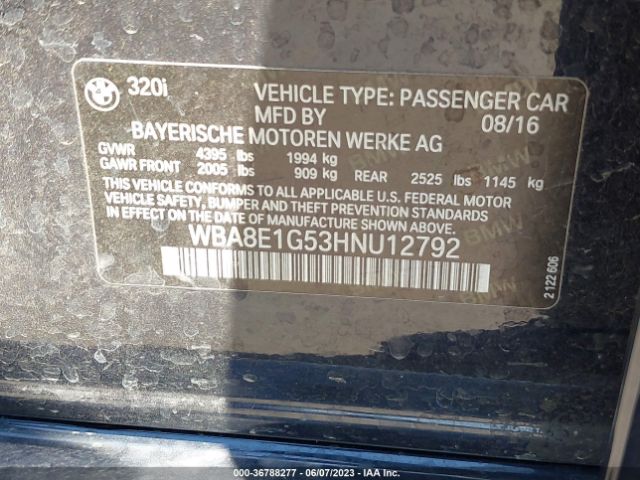 320i VEHICLE TYPE: PASSENGER CAR
MFD BY 08/16
BAYERISCHE MOTOREN WERKE AG
GVWR 4395 lbs 1994 kg
GAWR FRONT 2005 lbs 909 kg REAR 2525 lbs 1145 kg
THIS VEHICLE CONFORMS TO ALL APPLICABLE U.S. FEDERAL MOTOR
VEHICLE SAFETY, BUMPER AND THEFT PREVENTION STANDARDS
IN EFFECT ON THE DATE OF MANUFACTURE SHOWN ABOVE.
WBA8E1G53HNU12792
2 122 606
000-36788277 - 06/07/2023 - IAA Inc.